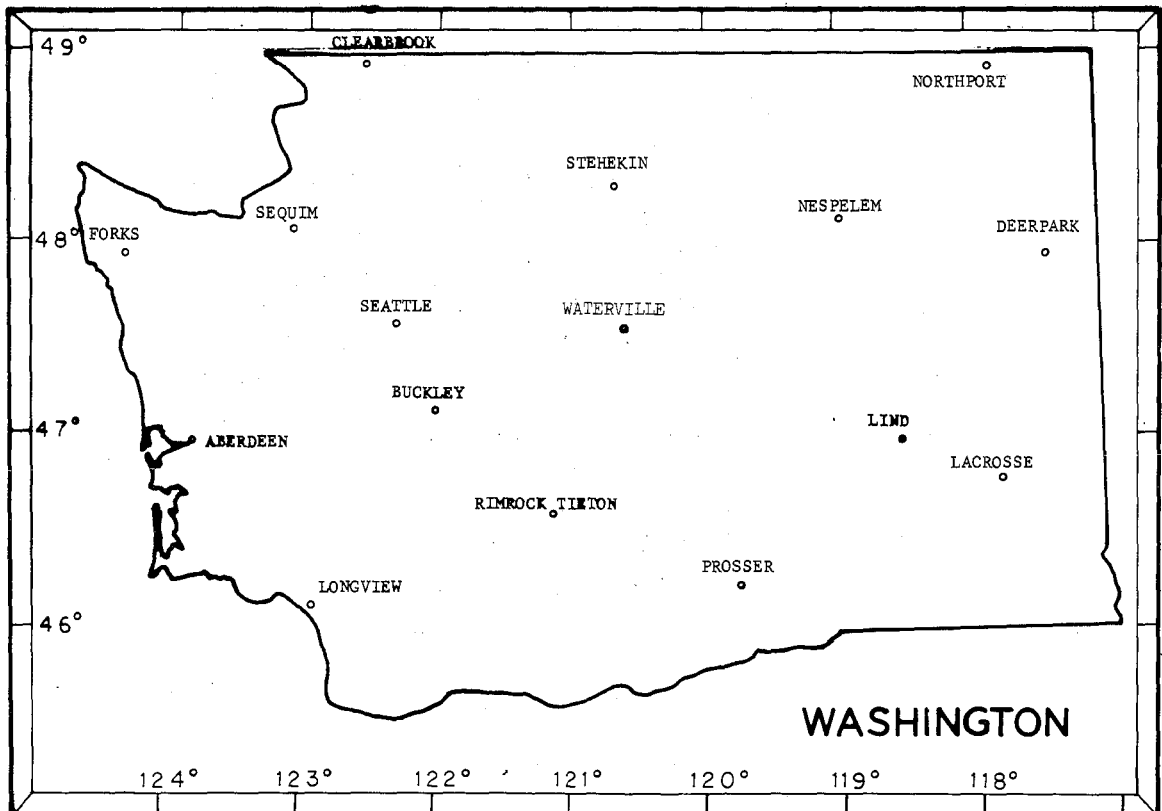 49°
CLEARBROOK
NORTHPORT
STEHEKIN
NESPELEM
SEQUIM
DEERPARK
48°
FORKS
SEATTLE
WATERVILLE
BUCKLEY
LIND
47°
ABERDEEN
LACROSSE
RIMROCK TIETON
PROSSER
LONGVIEW
46°
WASHINGTON
124° 123° 122° 121° 120° 119° 118°